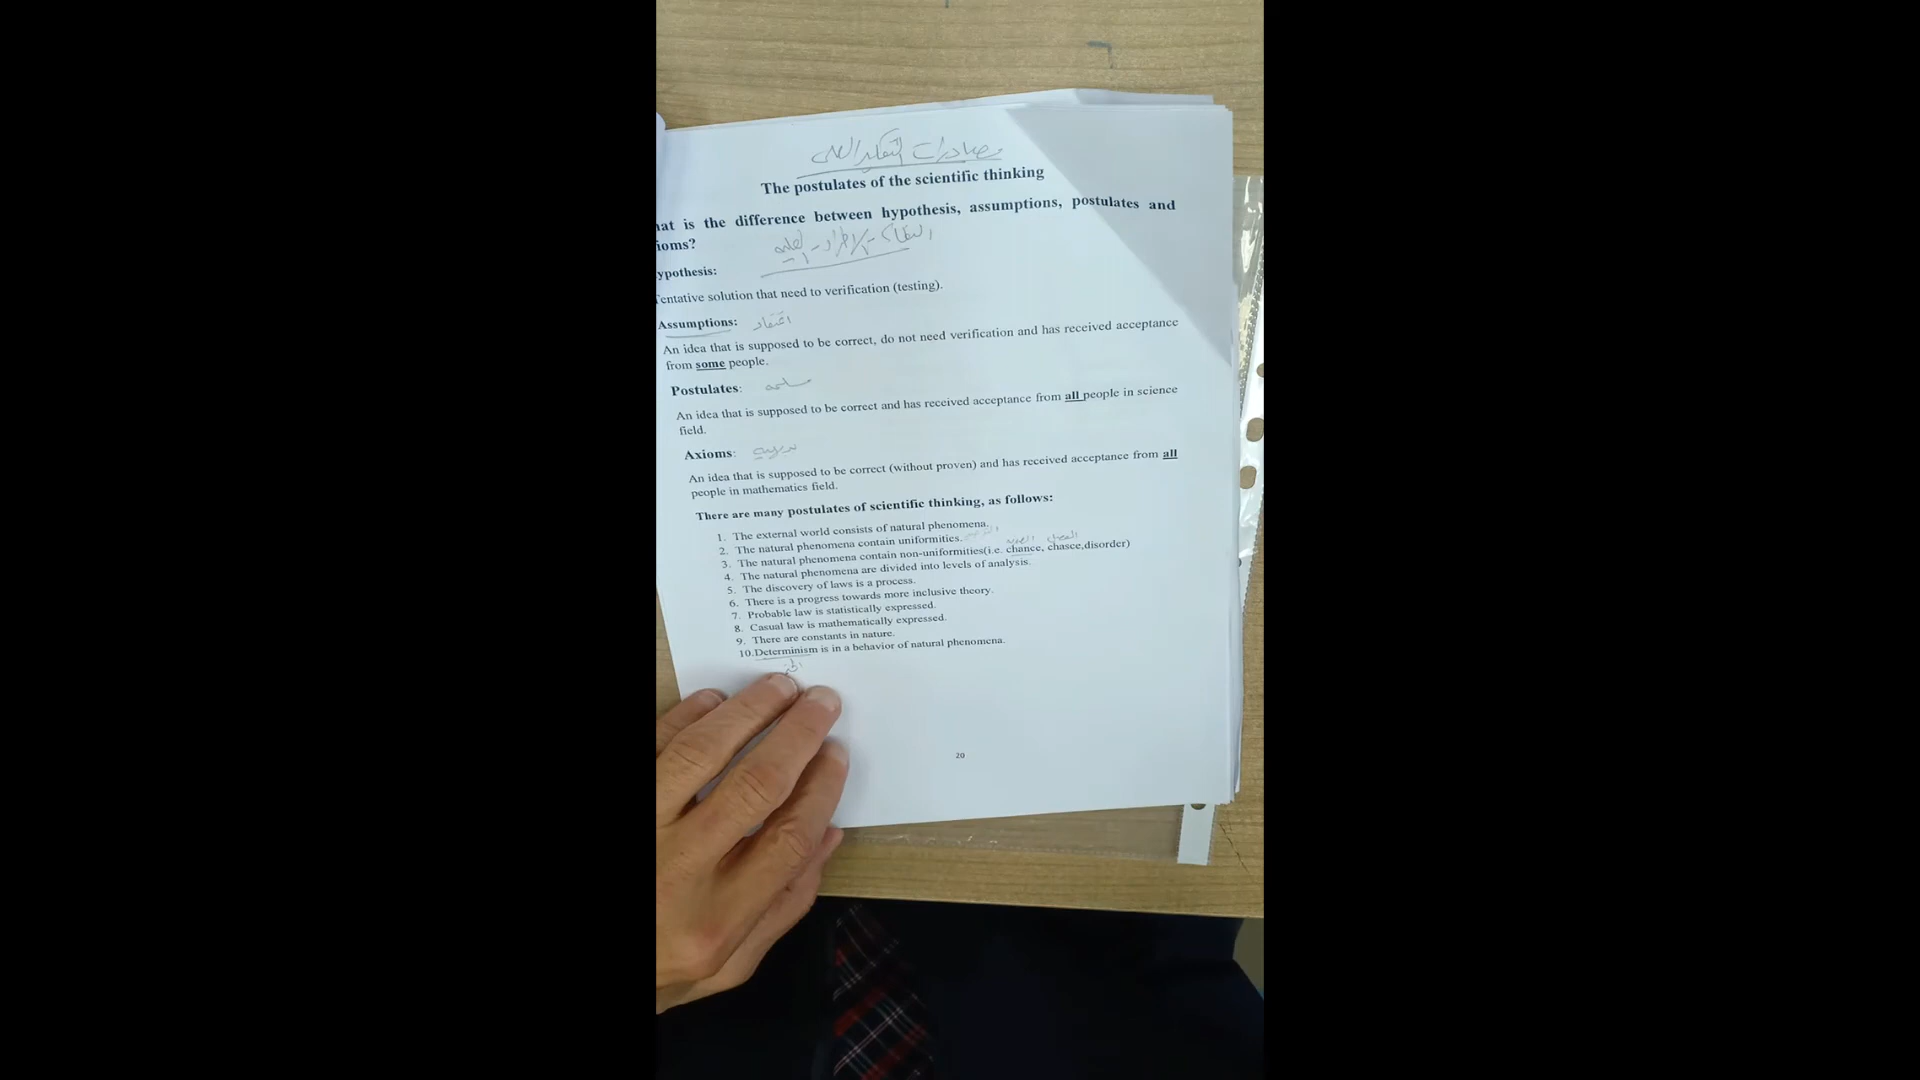 مصادرات التفكير العلمي
The postulates of the scientific thinking
hat is the difference between hypothesis, assumptions, postulates and
ioms?
ypothesis:
Tentative solution that need to verification (testing).
Assumptions: اعتقاد
An idea that is supposed to be correct, do not need verification and has received acceptance
from some people.
Postulates: مسلمه
An idea that is supposed to be correct and has received acceptance from all people in science
field.
Axioms: بديهيه
An idea that is supposed to be correct (without proven) and has received acceptance from all
people in mathematics field.
There are many postulates of scientific thinking, as follows:
1. The external world consists of natural phenomena.
2. The natural phenomena contain uniformities.
3. The natural phenomena contain non-uniformities(i.e. chance, chasce,disorder)
4. The natural phenomena are divided into levels of analysis.
5. The discovery of laws is a process.
6. There is a progress towards more inclusive theory.
7. Probable law is statistically expressed.
8. Casual law is mathematically expressed.
9. There are constants in nature.
10.Determinism is in a behavior of natural phenomena.
20